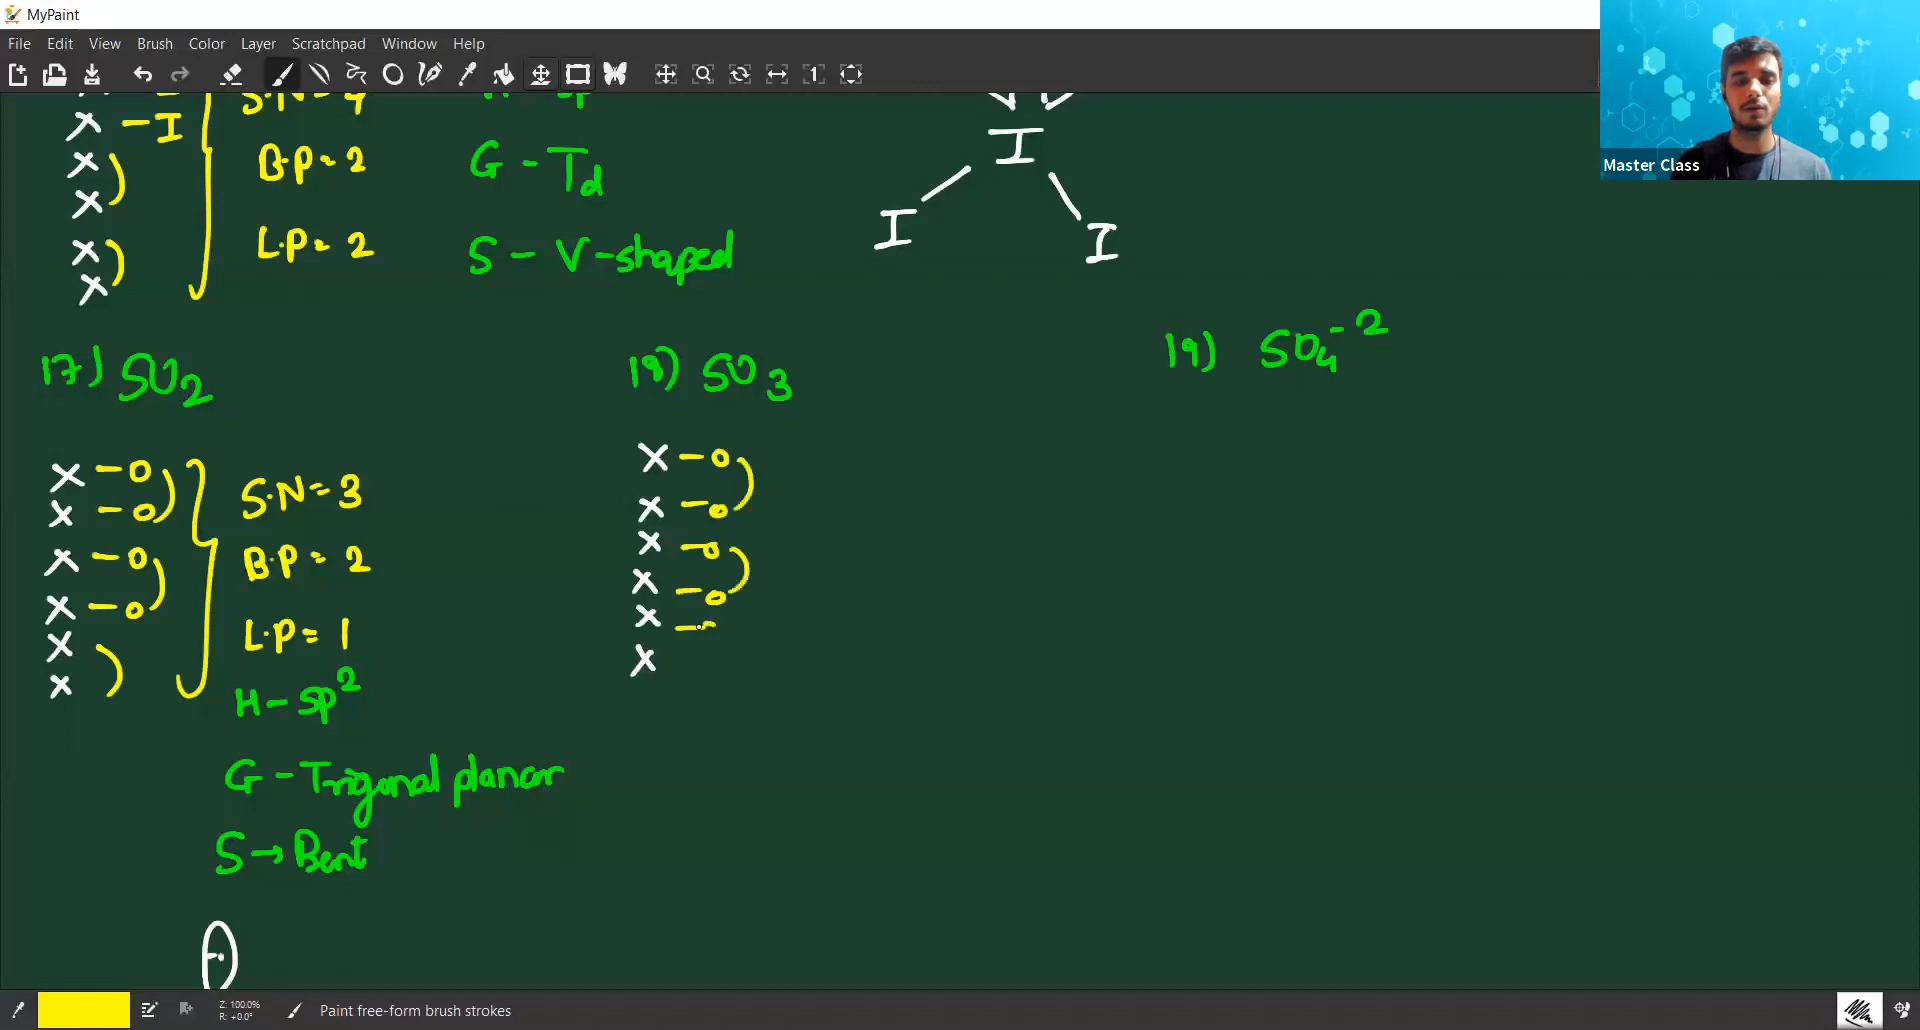 MyPaint
File Edit View Brush Color Layer Scratchpad Window Help
Master Class
X - I
S.N = 4
B.P = 2
L.P = 2
G - Td
S - V-shaped
I
I I
17) SO2
X - O
X - O
X - O
X - O
X
X
S.N = 3
B.P = 2
L.P = 1
H - SP2
G - Trigonal planar
S → Bent
18) SO3
X - O
X - O
X - O
X - O
X -
X
19) SO4 -2
Z: 100.0%
R: +0.0°
Paint free-form brush strokes